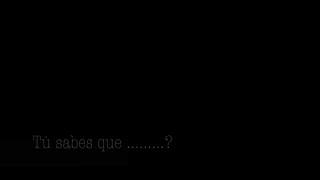 Tú sabes que .........?